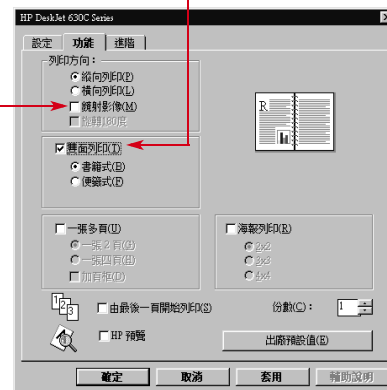 HP DeskJet 630C Series
設定 功能 進階
列印方向：
縱向列印(P)
橫向列印(L)
鏡射影像(M)
旋轉180度
雙面列印(T)
書籍式(B)
便籤式(F)
一張多頁(U)
一張 2 頁(G)
一張四頁(H)
加頁框(D)
海報列印(R)
2x2
3x3
4x4
R
1 2 3
由最後一頁開始列印(S)
份數(C)：
1
HP 預覽
出廠預設值(E)
確定 取消 套用 輔助說明